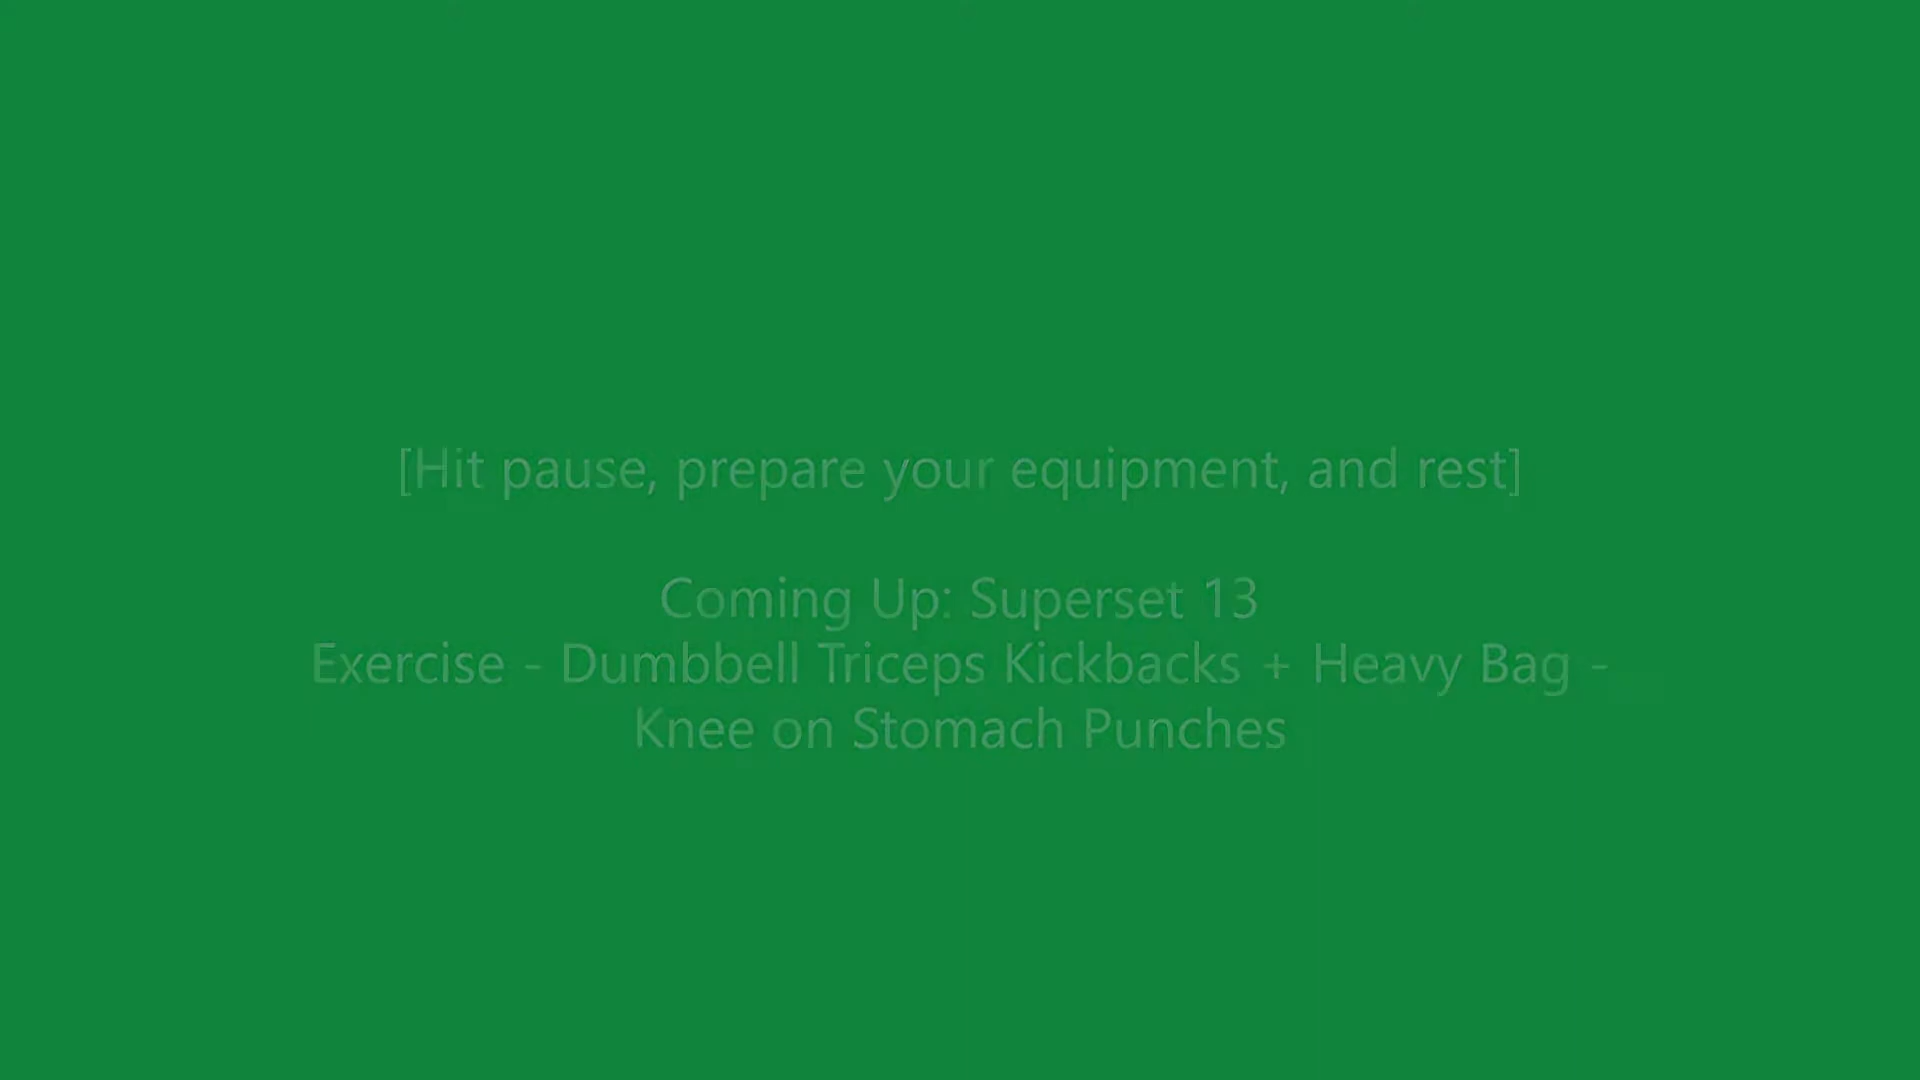 [Hit pause, prepare your equipment, and rest]
Coming Up: Superset 13
Exercise - Dumbbell Triceps Kickbacks + Heavy Bag -
Knee on Stomach Punches